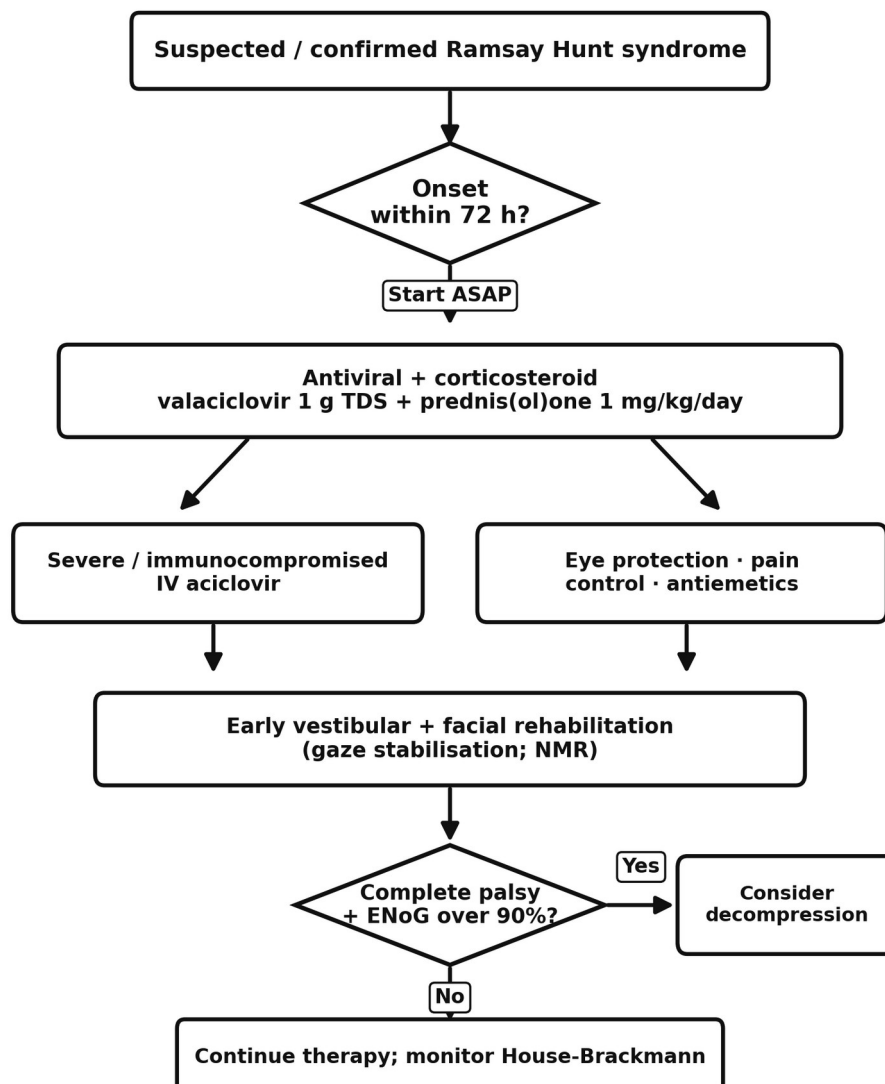 Suspected / confirmed Ramsay Hunt syndrome
Onset
within 72 h?
Start ASAP
Antiviral + corticosteroid
valaciclovir 1 g TDS + prednis(ol)one 1 mg/kg/day
Severe / immunocompromised
IV aciclovir
Eye protection · pain
control · antiemetics
Early vestibular + facial rehabilitation
(gaze stabilisation; NMR)
Complete palsy
+ ENoG over 90%?
Yes
Consider
decompression
No
Continue therapy; monitor House-Brackmann